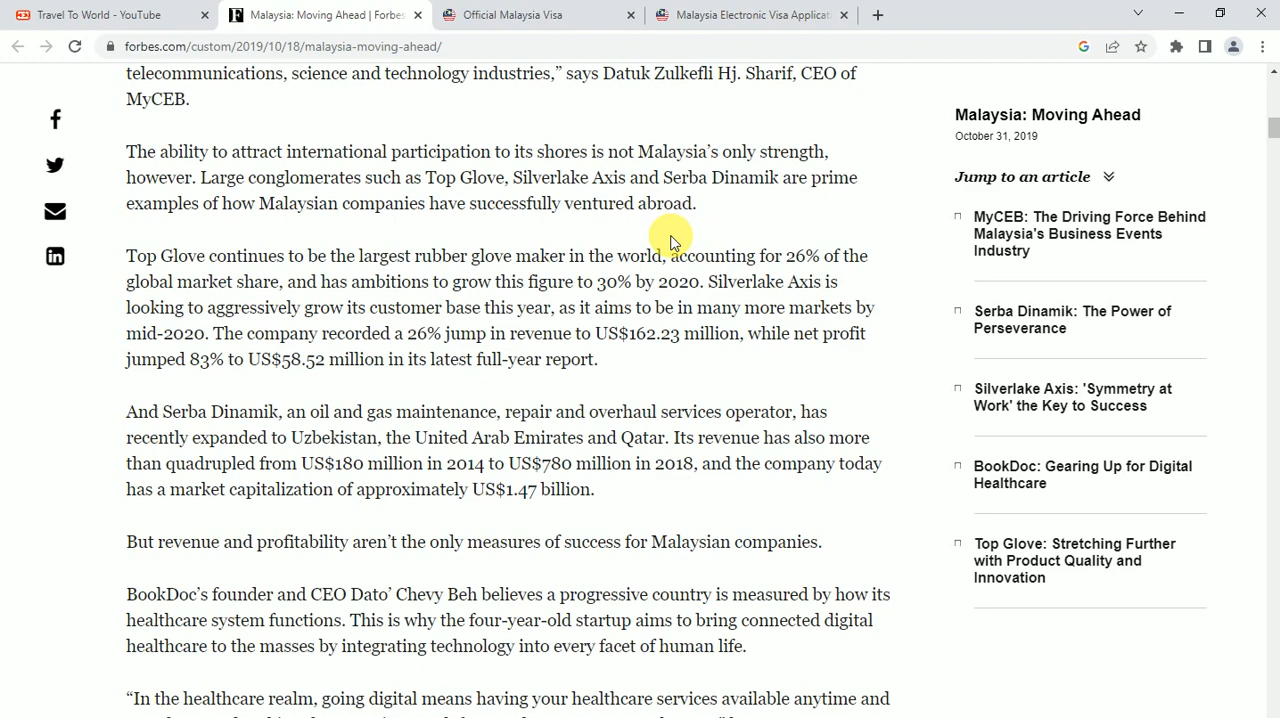 Travel To World - YouTube
Malaysia: Moving Ahead | Forbes
Official Malaysia Visa
Malaysia Electronic Visa Applicat
forbes.com/custom/2019/10/18/malaysia-moving-ahead/
telecommunications, science and technology industries,” says Datuk Zulkefli Hj. Sharif, CEO of
MyCEB.
The ability to attract international participation to its shores is not Malaysia’s only strength,
however. Large conglomerates such as Top Glove, Silverlake Axis and Serba Dinamik are prime
examples of how Malaysian companies have successfully ventured abroad.
Top Glove continues to be the largest rubber glove maker in the world, accounting for 26% of the
global market share, and has ambitions to grow this figure to 30% by 2020. Silverlake Axis is
looking to aggressively grow its customer base this year, as it aims to be in many more markets by
mid-2020. The company recorded a 26% jump in revenue to US$162.23 million, while net profit
jumped 83% to US$58.52 million in its latest full-year report.
And Serba Dinamik, an oil and gas maintenance, repair and overhaul services operator, has
recently expanded to Uzbekistan, the United Arab Emirates and Qatar. Its revenue has also more
than quadrupled from US$180 million in 2014 to US$780 million in 2018, and the company today
has a market capitalization of approximately US$1.47 billion.
But revenue and profitability aren’t the only measures of success for Malaysian companies.
BookDoc’s founder and CEO Dato’ Chevy Beh believes a progressive country is measured by how its
healthcare system functions. This is why the four-year-old startup aims to bring connected digital
healthcare to the masses by integrating technology into every facet of human life.
“In the healthcare realm, going digital means having your healthcare services available anytime and
Malaysia: Moving Ahead
October 31, 2019
Jump to an article
MyCEB: The Driving Force Behind
Malaysia's Business Events
Industry
Serba Dinamik: The Power of
Perseverance
Silverlake Axis: 'Symmetry at
Work' the Key to Success
BookDoc: Gearing Up for Digital
Healthcare
Top Glove: Stretching Further
with Product Quality and
Innovation